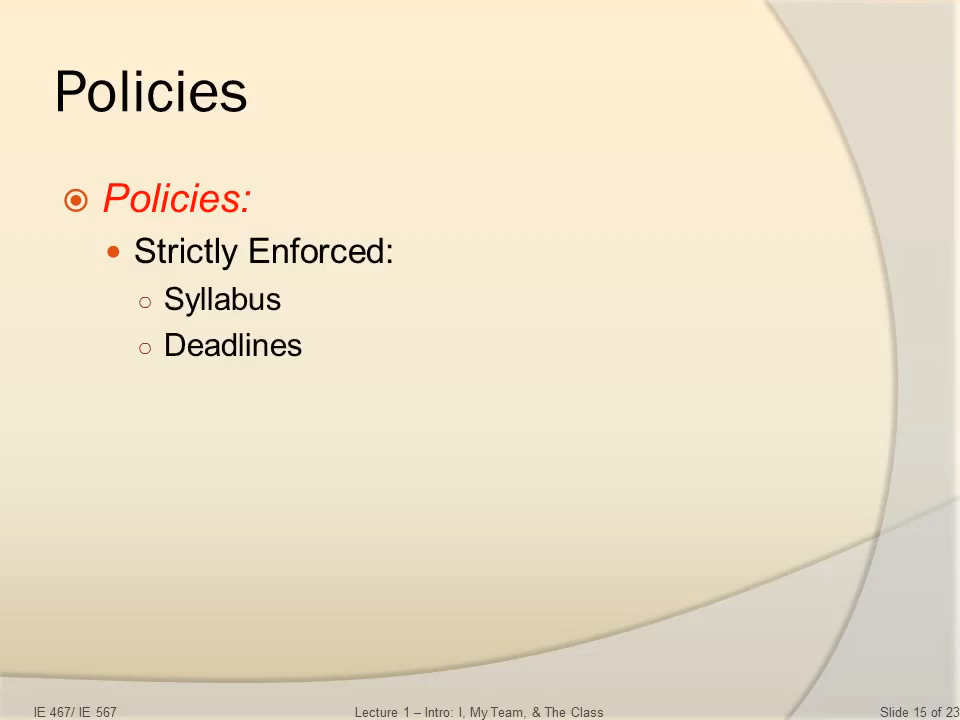 Policies
Policies:
Strictly Enforced:
Syllabus
Deadlines
IE 467/ IE 567
Lecture 1 – Intro: I, My Team, & The Class
Slide 15 of 23